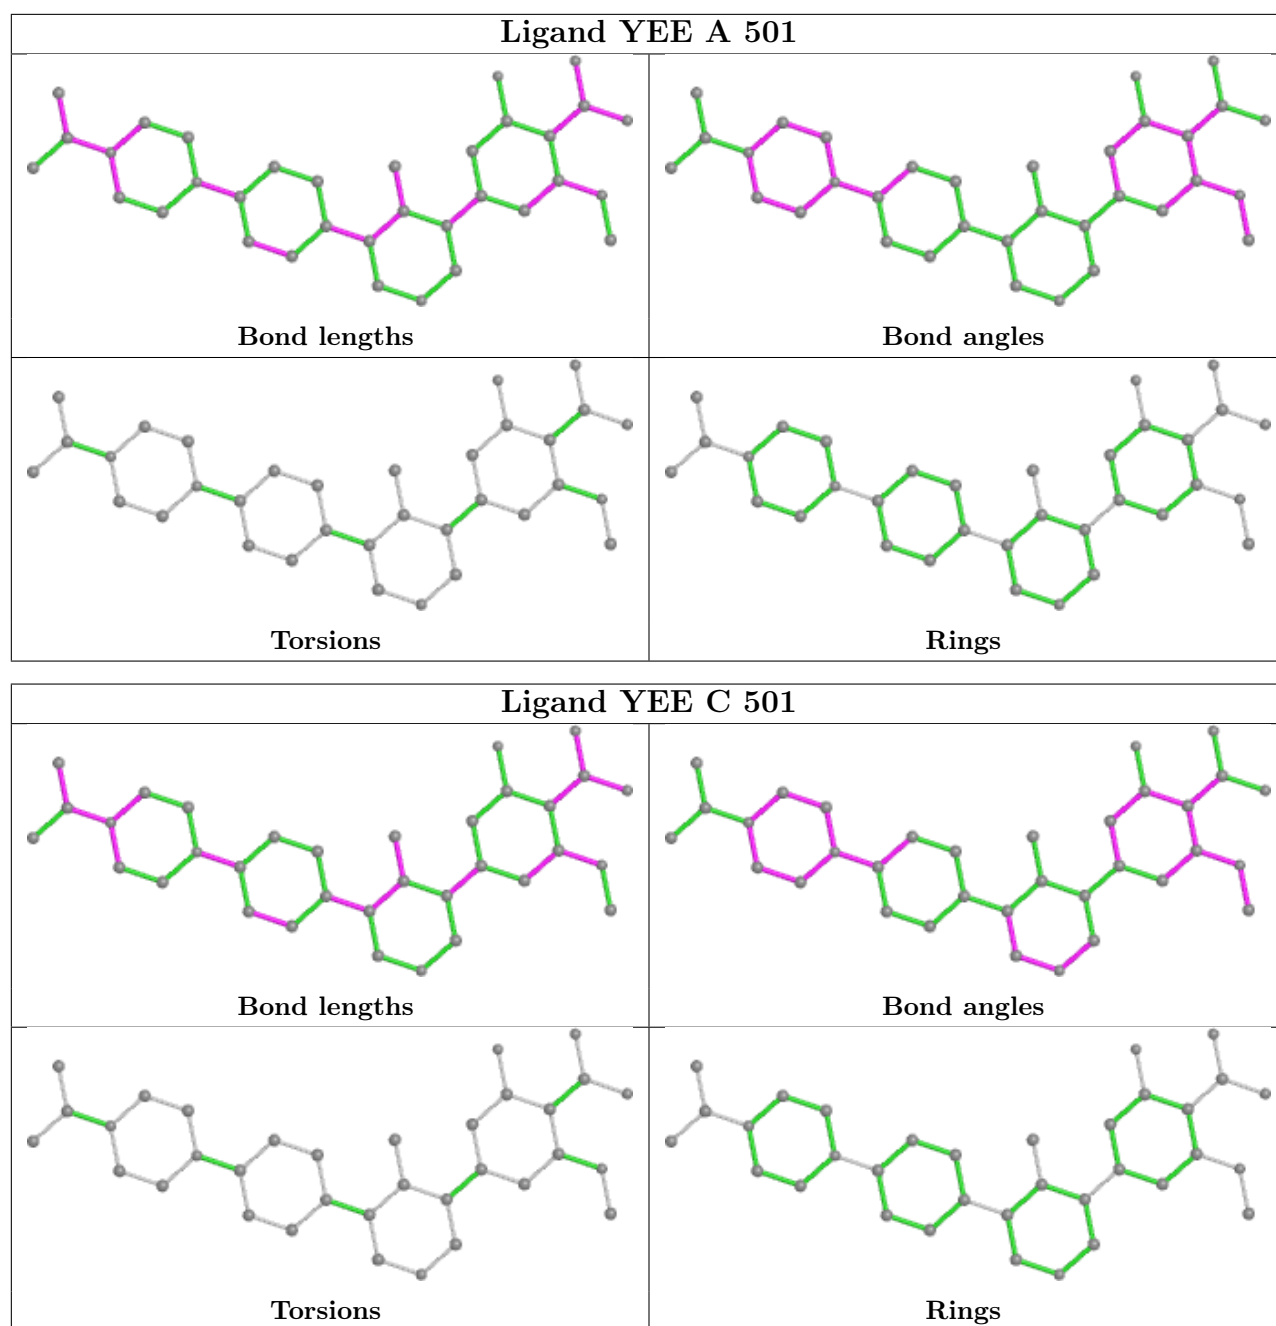 Ligand YEE A 501
Bond lengths
Bond angles
Torsions
Rings
Ligand YEE C 501
Bond lengths
Bond angles
Torsions
Rings